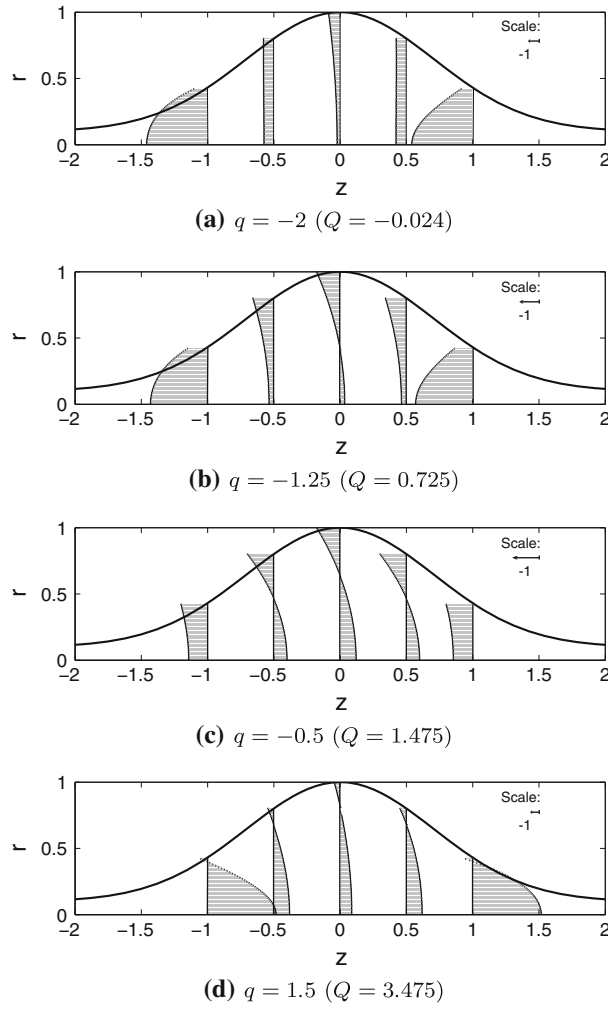 1
Scale:
-1
r
0.5
0
−2 −1.5 −1 −0.5 0 0.5 1 1.5 2
z
(a) q = −2 (Q = −0.024)
1
Scale:
-1
r
0.5
0
−2 −1.5 −1 −0.5 0 0.5 1 1.5 2
z
(b) q = −1.25 (Q = 0.725)
1
Scale:
-1
r
0.5
0
−2 −1.5 −1 −0.5 0 0.5 1 1.5 2
z
(c) q = −0.5 (Q = 1.475)
1
Scale:
-1
r
0.5
0
−2 −1.5 −1 −0.5 0 0.5 1 1.5 2
z
(d) q = 1.5 (Q = 3.475)